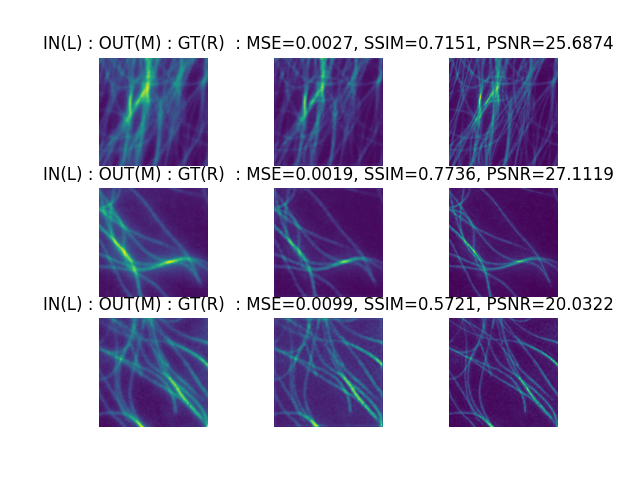 IN(L) : OUT(M) : GT(R)  : MSE=0.0027, SSIM=0.7151, PSNR=25.6874
IN(L) : OUT(M) : GT(R)  : MSE=0.0019, SSIM=0.7736, PSNR=27.1119
IN(L) : OUT(M) : GT(R)  : MSE=0.0099, SSIM=0.5721, PSNR=20.0322